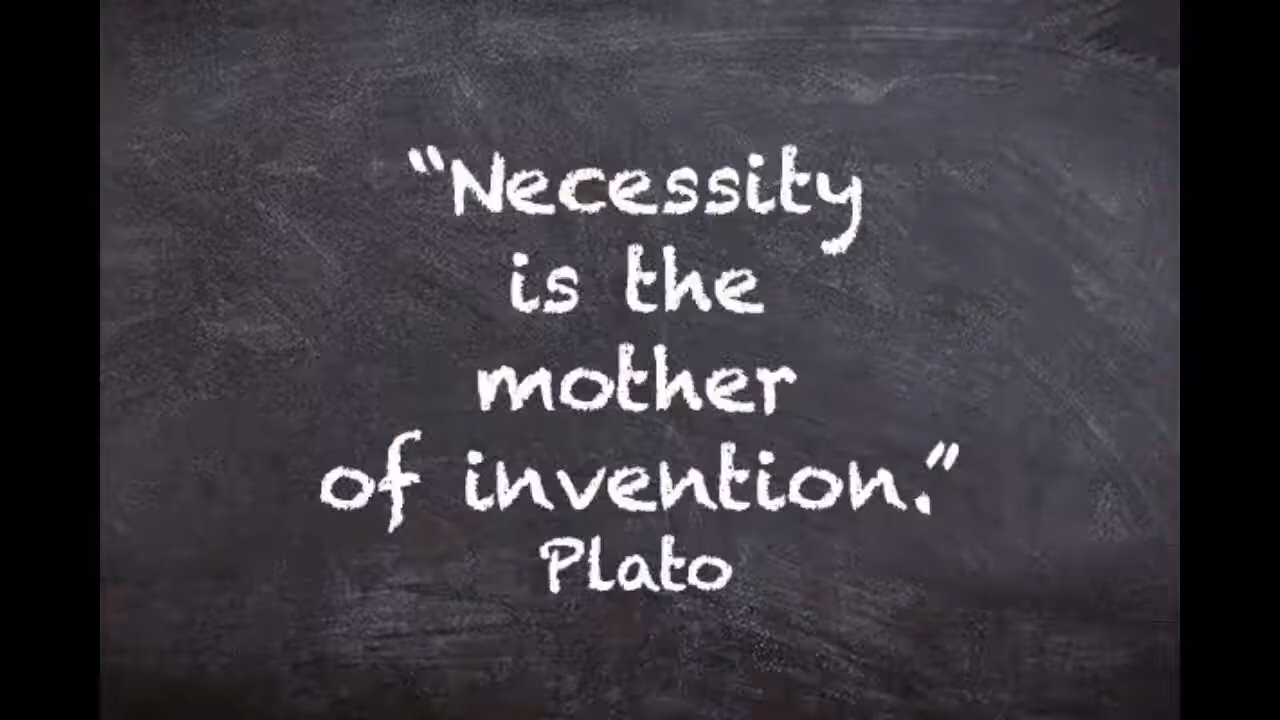 “Necessity
is the
mother
of invention.”
Plato